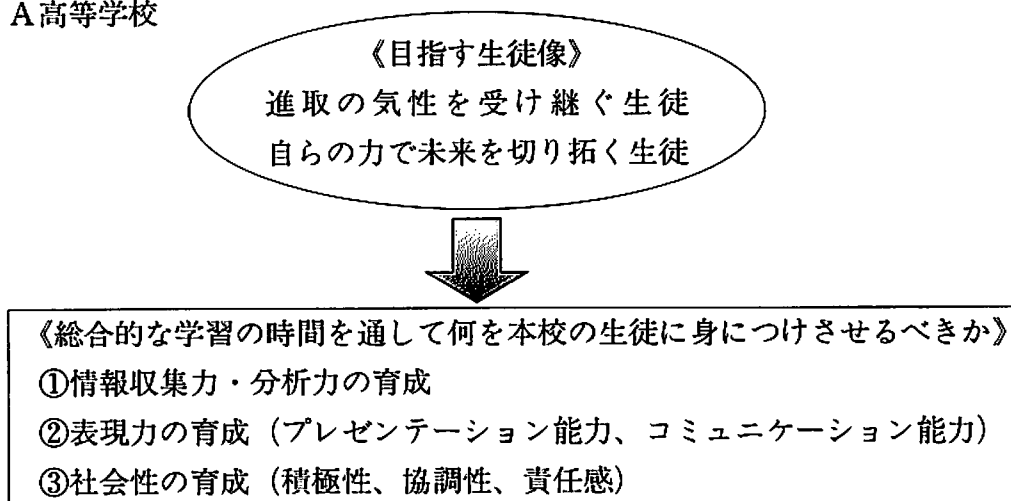 A高等学校
《目指す生徒像》
進取の気性を受け継ぐ生徒
自らの力で未来を切り拓く生徒
《総合的な学習の時間を通して何を本校の生徒に身につけさせるべきか》
①情報収集力・分析力の育成
②表現力の育成（プレゼンテーション能力、コミュニケーション能力）
③社会性の育成（積極性、協調性、責任感）